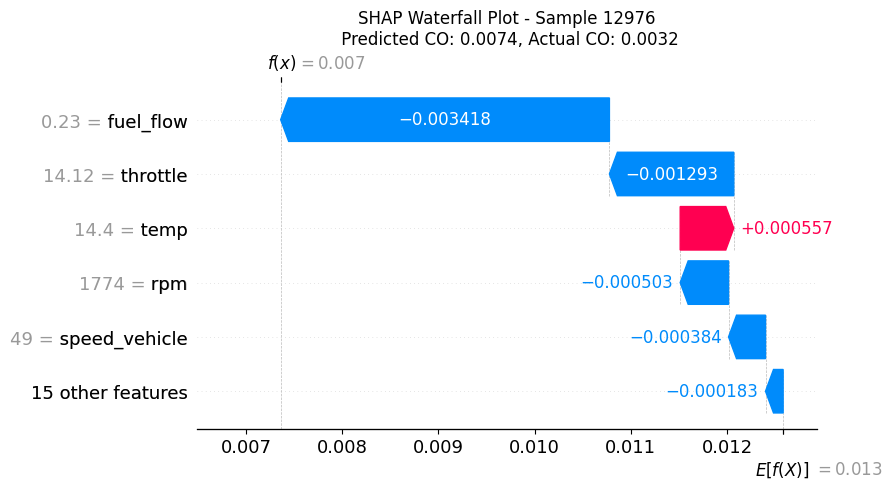 SHAP Waterfall Plot - Sample 12976
Predicted CO: 0.0074, Actual CO: 0.0032
f(x) = 0.007
0.23 = fuel_flow
−0.003418
14.12 = throttle
−0.001293
14.4 = temp
+0.000557
1774 = rpm
−0.000503
49 = speed_vehicle
−0.000384
15 other features
−0.000183
0.007 0.008 0.009 0.010 0.011 0.012
E[f(X)] = 0.013